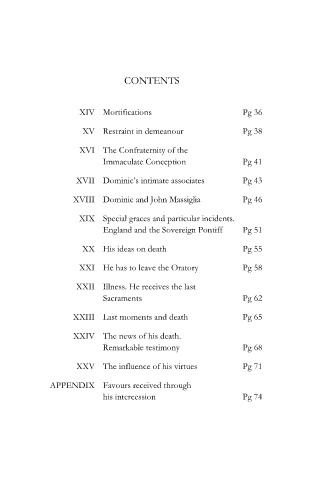 CONTENTS
XIV Mortifications Pg 36
XV Restraint in demeanour Pg 38
XVI The Confraternity of the
Immaculate Conception Pg 41
XVII Dominic's intimate associates Pg 43
XVIII Dominic and John Massiglia Pg 46
XIX Special graces and particular incidents.
England and the Sovereign Pontiff Pg 51
XX His ideas on death Pg 55
XXI He has to leave the Oratory Pg 58
XXII Illness. He receives the last
Sacraments Pg 62
XXIII Last moments and death Pg 65
XXIV The news of his death.
Remarkable testimony Pg 68
XXV The influence of his virtues Pg 71
APPENDIX Favours received through
his intercession Pg 74